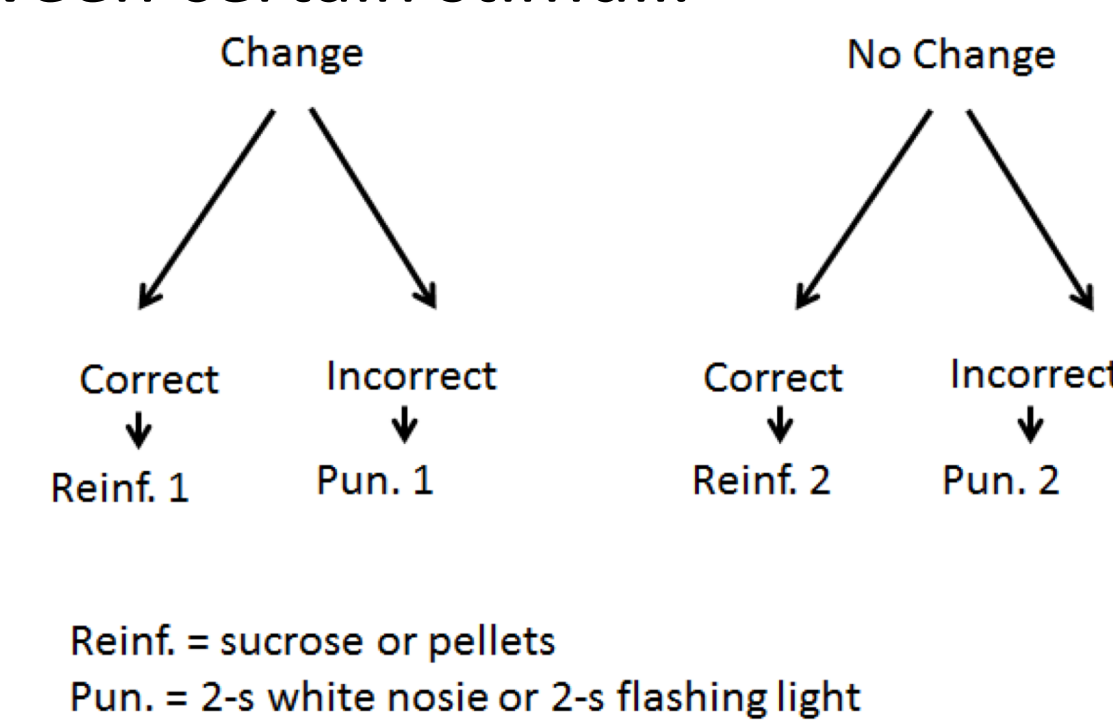 Change No Change
Correct Incorrect Correct Incorrect
Reinf. 1 Pun. 1 Reinf. 2 Pun. 2
Reinf. = sucrose or pellets
Pun. = 2-s white nosie or 2-s flashing light